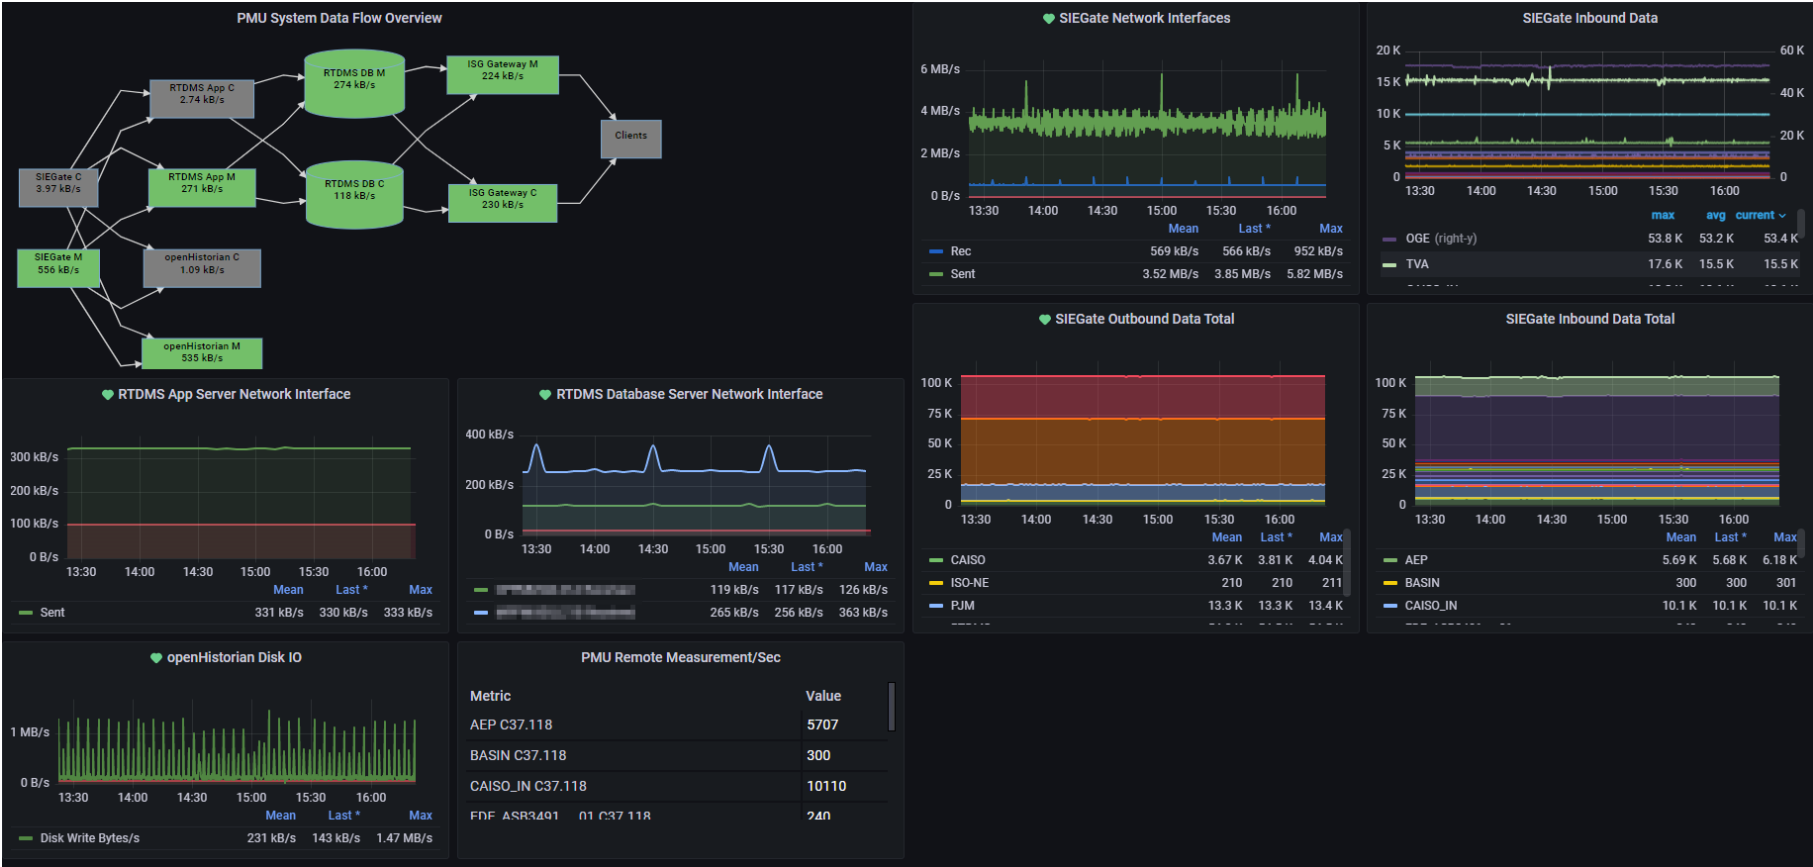 PMU System Data Flow Overview
RTDMS App C
2.74 kB/s
RTDMS DB M
274 kB/s
ISG Gateway M
224 kB/s
Clients
SIEGate C
3.97 kB/s
RTDMS App M
271 kB/s
RTDMS DB C
118 kB/s
ISG Gateway C
230 kB/s
SIEGate M
556 kB/s
openHistorian C
1.09 kB/s
openHistorian M
535 kB/s
SIEGate Network Interfaces
6 MB/s
4 MB/s
2 MB/s
0 B/s
13:30 14:00 14:30 15:00 15:30 16:00
Mean Last * Max
Rec 569 kB/s 566 kB/s 952 kB/s
Sent 3.52 MB/s 3.85 MB/s 5.82 MB/s
SIEGate Inbound Data
20 K 60 K
15 K
40 K
10 K
20 K
5 K
0 0
13:30 14:00 14:30 15:00 15:30 16:00
max avg current
OGE (right-y) 53.8 K 53.2 K 53.4 K
TVA 17.6 K 15.5 K 15.5 K
RTDMS App Server Network Interface
300 kB/s
200 kB/s
100 kB/s
0 B/s
13:30 14:00 14:30 15:00 15:30 16:00
Mean Last * Max
Sent 331 kB/s 330 kB/s 333 kB/s
RTDMS Database Server Network Interface
400 kB/s
200 kB/s
0 B/s
13:30 14:00 14:30 15:00 15:30 16:00
Mean Last * Max
119 kB/s 117 kB/s 126 kB/s
265 kB/s 256 kB/s 363 kB/s
SIEGate Outbound Data Total
100 K
75 K
50 K
25 K
0
13:30 14:00 14:30 15:00 15:30 16:00
Mean Last * Max
CAISO 3.67 K 3.81 K 4.04 K
ISO-NE 210 210 211
PJM 13.3 K 13.3 K 13.4 K
SIEGate Inbound Data Total
100 K
75 K
50 K
25 K
0
13:30 14:00 14:30 15:00 15:30 16:00
Mean Last * Max
AEP 5.69 K 5.68 K 6.18 K
BASIN 300 300 301
CAISO_IN 10.1 K 10.1 K 10.1 K
openHistorian Disk IO
1 MB/s
0 B/s
13:30 14:00 14:30 15:00 15:30 16:00
Mean Last * Max
Disk Write Bytes/s 231 kB/s 143 kB/s 1.47 MB/s
PMU Remote Measurement/Sec
Metric Value
AEP C37.118 5707
BASIN C37.118 300
CAISO_IN C37.118 10110
EDE_ASB3491 01 C37.118 240